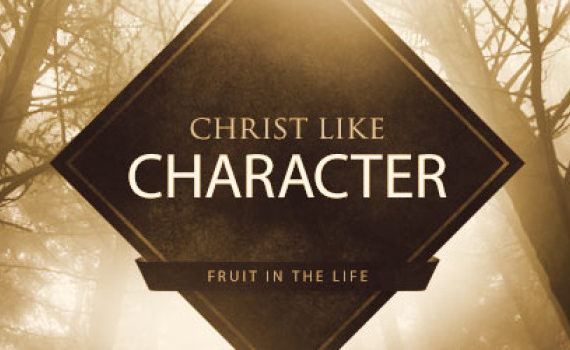 CHRIST LIKE
CHARACTER
FRUIT IN THE LIFE